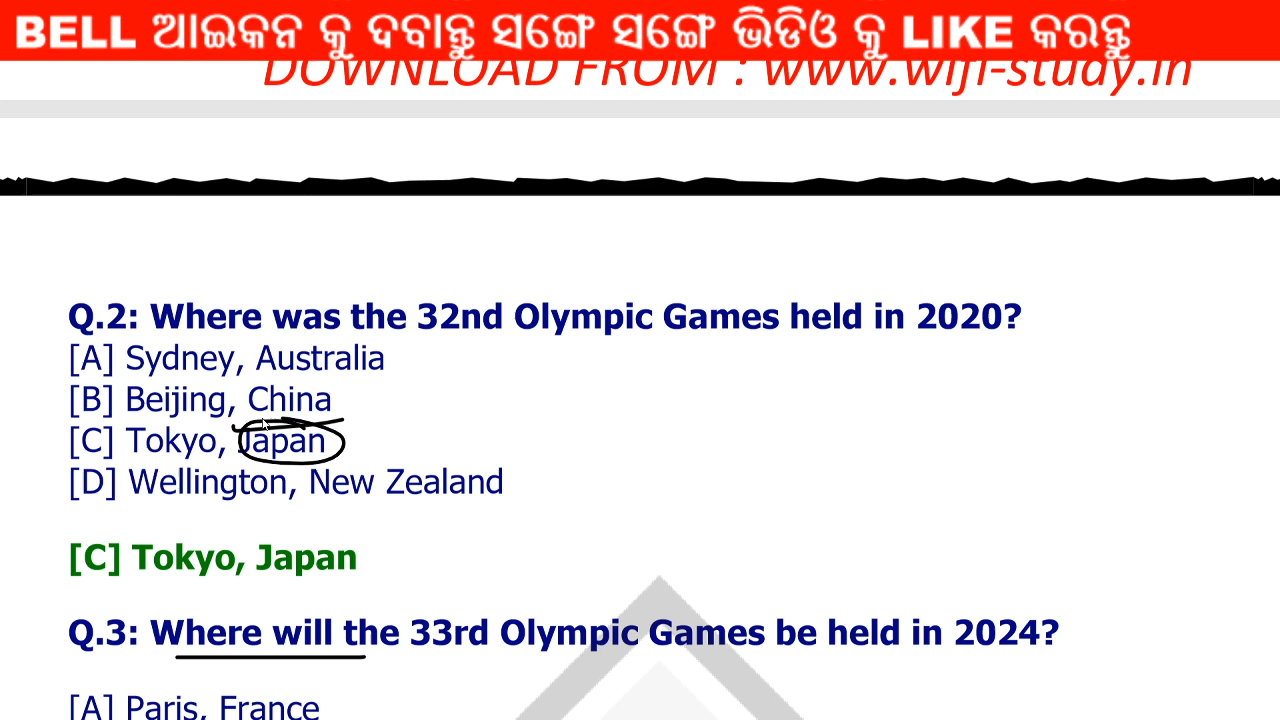 BELL ଆଇକନ କୁ ଦବାନ୍ତୁ ସଙ୍ଗେ ସଙ୍ଗେ ଭିଡିଓ କୁ LIKE କରନ୍ତୁ
DOWNLOAD FROM : www.wifi-study.in
Q.2: Where was the 32nd Olympic Games held in 2020?
[A] Sydney, Australia
[B] Beijing, China
[C] Tokyo, Japan
[D] Wellington, New Zealand
[C] Tokyo, Japan
Q.3: Where will the 33rd Olympic Games be held in 2024?
[A] Paris, France